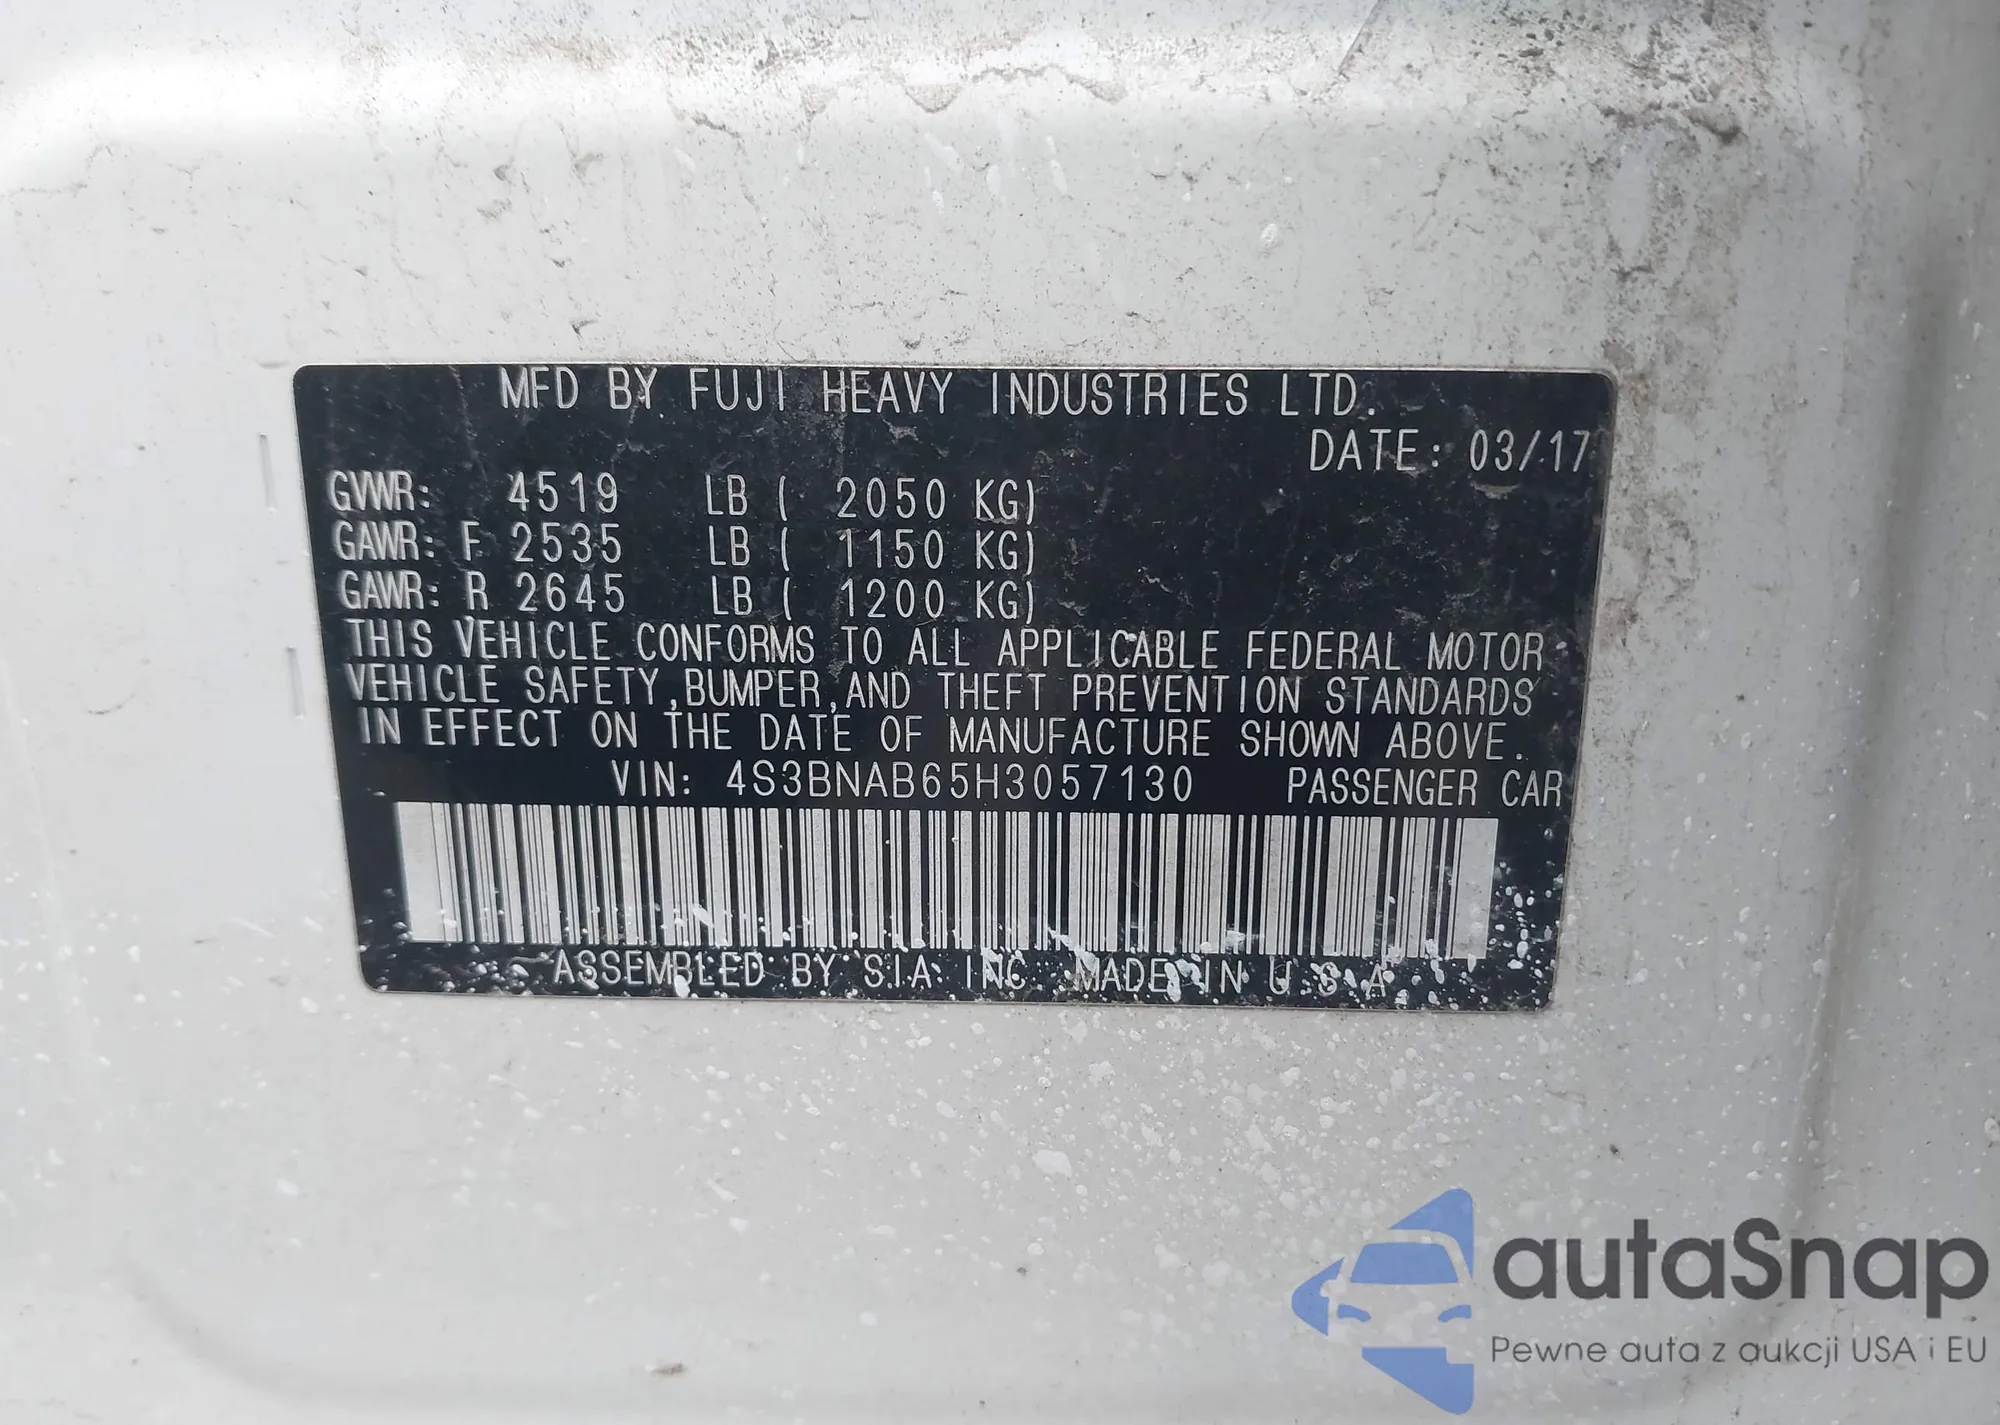 MFD BY FUJI HEAVY INDUSTRIES LTD.
DATE: 03/17
GVWR: 4519 LB ( 2050 KG)
GAWR: F 2535 LB ( 1150 KG)
GAWR: R 2645 LB ( 1200 KG)
THIS VEHICLE CONFORMS TO ALL APPLICABLE FEDERAL MOTOR
VEHICLE SAFETY,BUMPER,AND THEFT PREVENTION STANDARDS
IN EFFECT ON THE DATE OF MANUFACTURE SHOWN ABOVE.
VIN: 4S3BNAB65H3057130 PASSENGER CAR
ASSEMBLED BY S.I.A. INC. MADE IN U.S.A.
autaSnap
Pewne auta z aukcji USA i EU